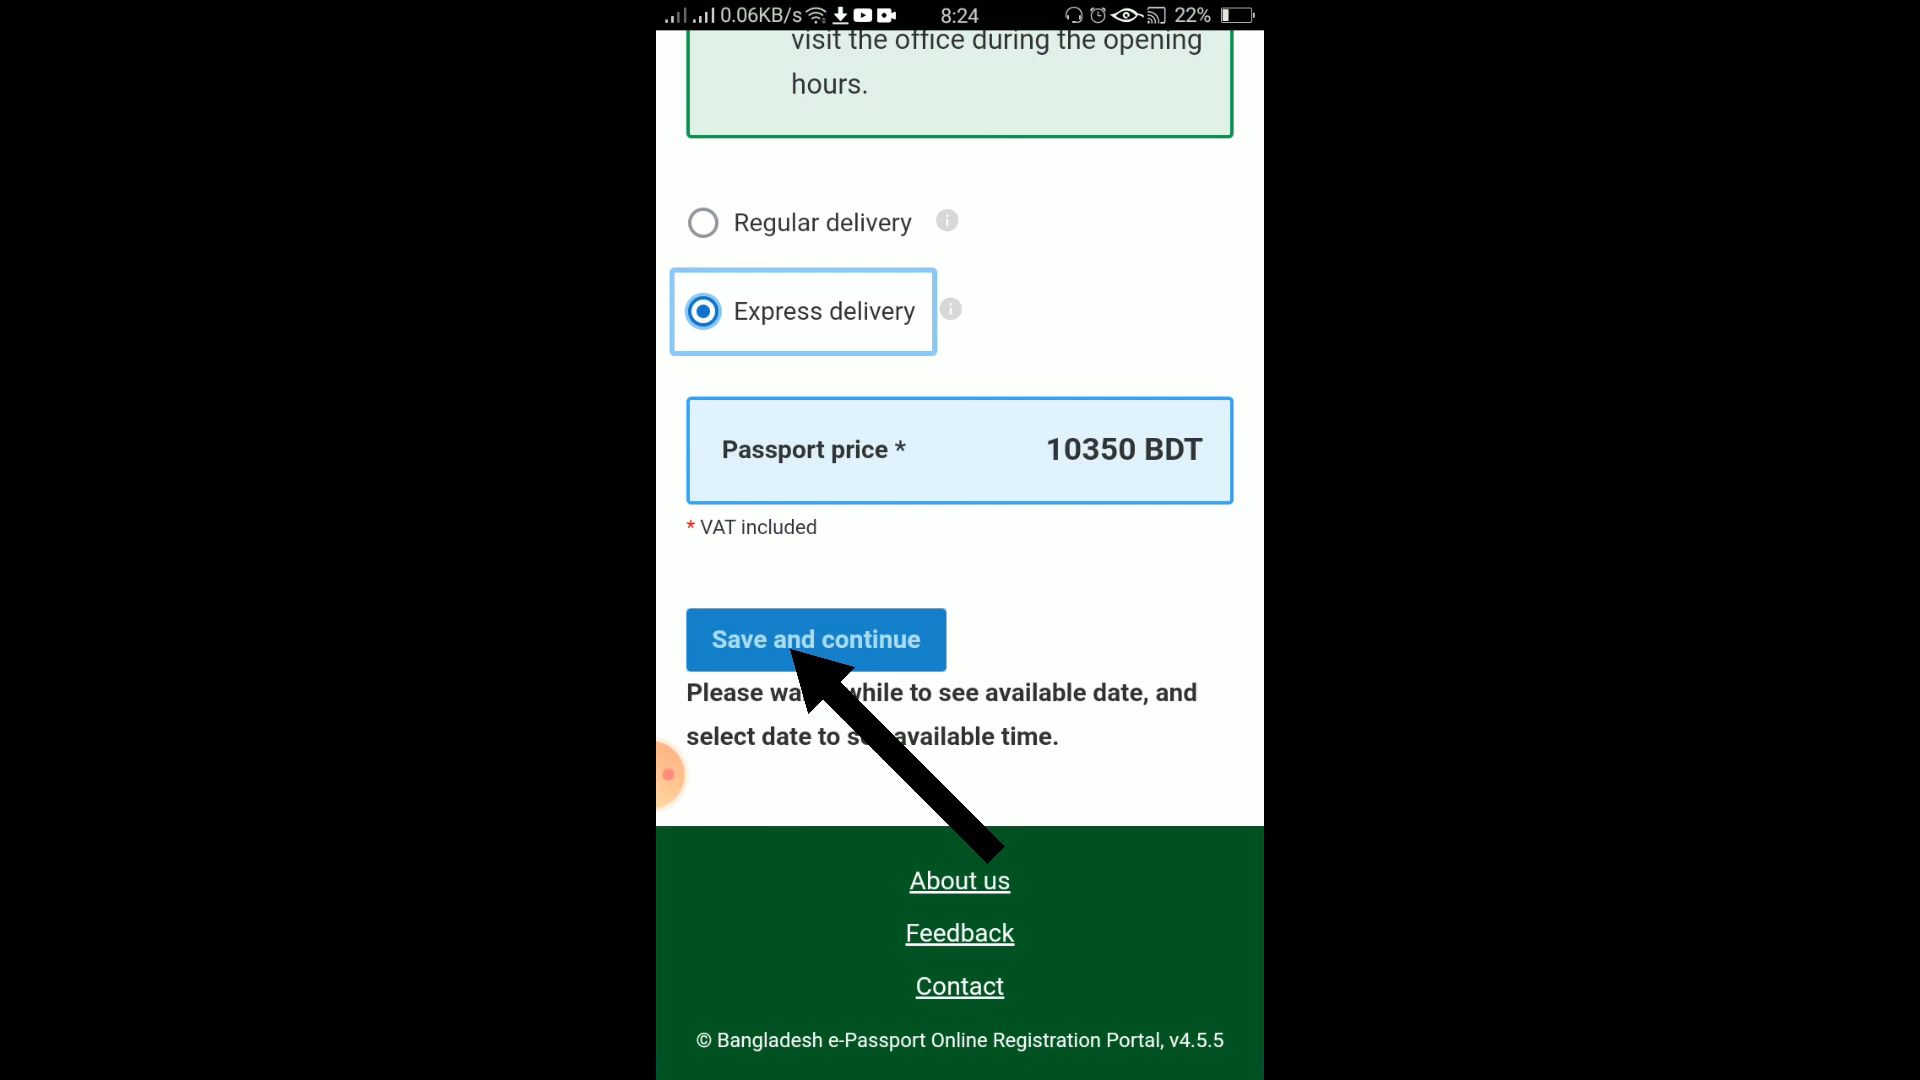 0.06KB/s 8:24 22%
visit the office during the opening
hours.
Regular delivery
Express delivery
Passport price * 10350 BDT
* VAT included
Save and continue
Please wa while to see available date, and
select date to s available time.
About us
Feedback
Contact
© Bangladesh e-Passport Online Registration Portal, v4.5.5